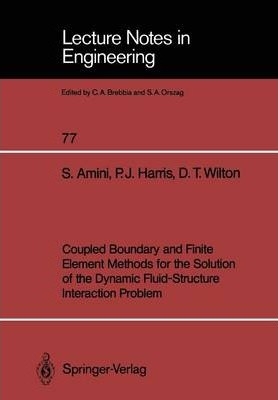 Lecture Notes in
Engineering
Edited by C. A. Brebbia and S. A. Orszag
77
S. Amini, P. J. Harris, D. T. Wilton
Coupled Boundary and Finite
Element Methods for the Solution
of the Dynamic Fluid-Structure
Interaction Problem
Springer-Verlag